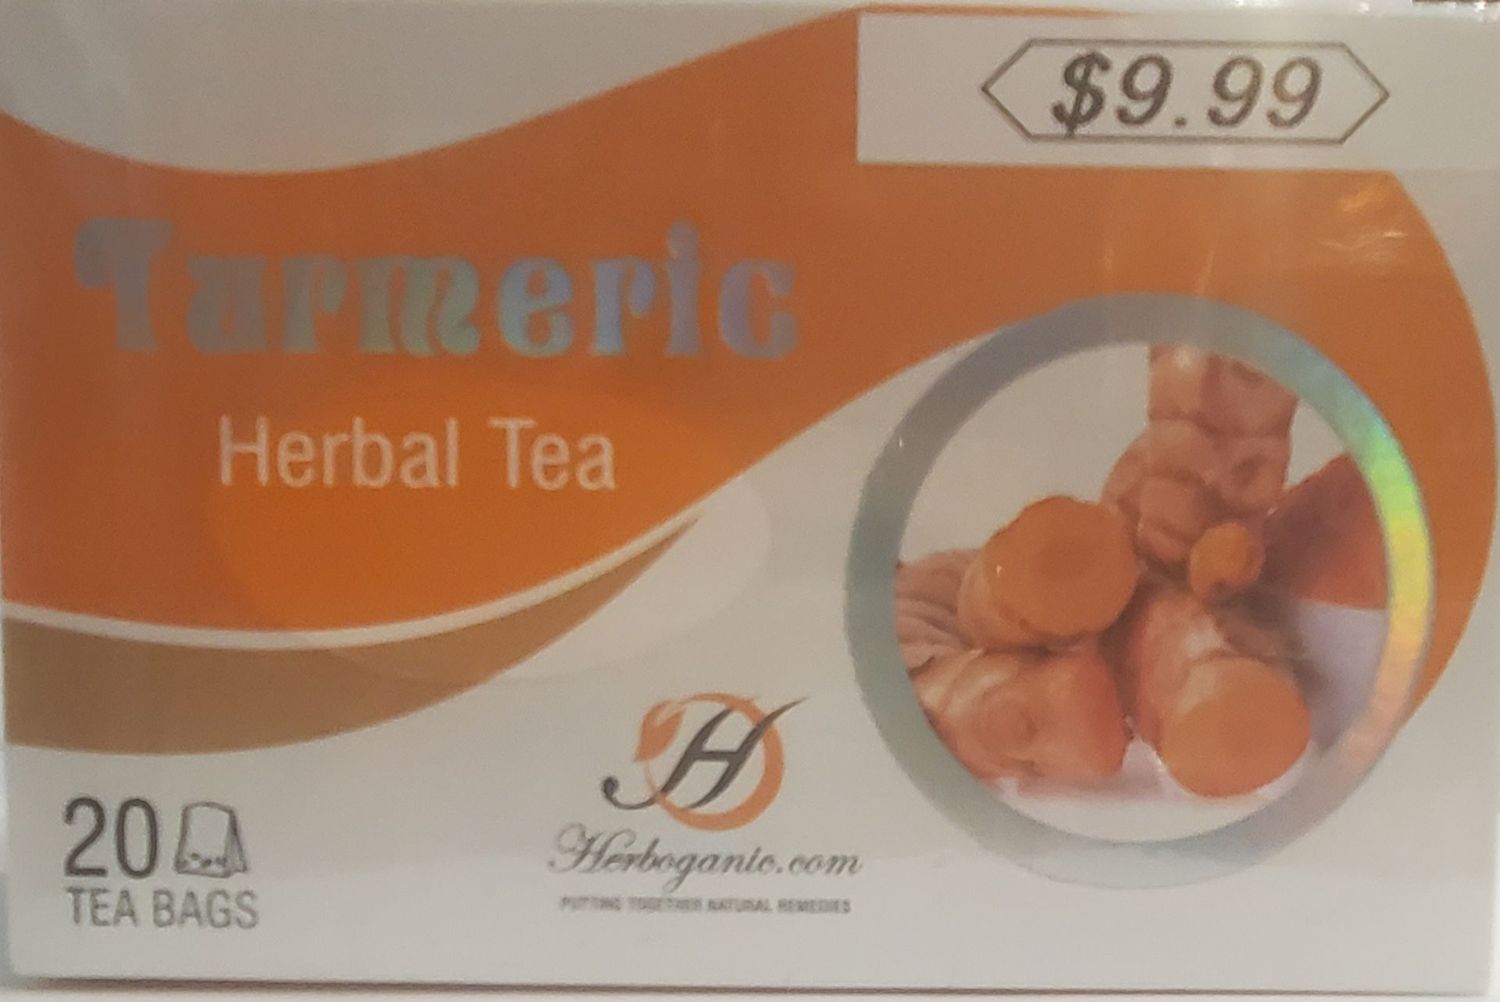 $9.99
Turmeric
Herbal Tea
H
Herboganic.com
PUTTING TOGETHER NATURAL REMEDIES
20
TEA BAGS